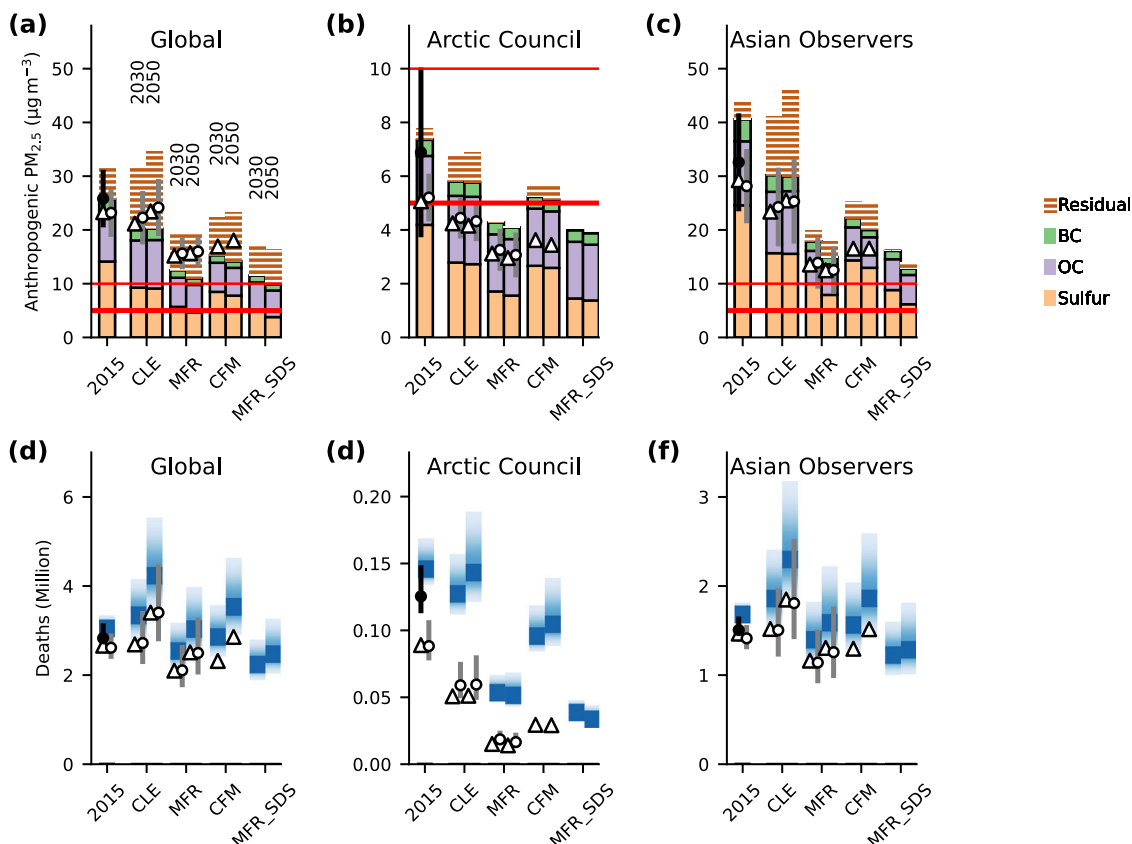 (a)
Global
(b)
Arctic Council
(c)
Asian Observers
Anthropogenic PM2.5 (μg m−3)
50
40
30
20
10
0
2030
2050
2030
2050
2030
2050
2030
2050
2015
CLE
MFR
CFM
MFR_SDS
10
8
6
4
2
0
2015
CLE
MFR
CFM
MFR_SDS
50
40
30
20
10
0
2015
CLE
MFR
CFM
MFR_SDS
Residual
BC
OC
Sulfur
(d)
Global
(d)
Arctic Council
(f)
Asian Observers
Deaths (Million)
6
4
2
0
2015
CLE
MFR
CFM
MFR_SDS
0.20
0.15
0.10
0.05
0.00
2015
CLE
MFR
CFM
MFR_SDS
3
2
1
0
2015
CLE
MFR
CFM
MFR_SDS